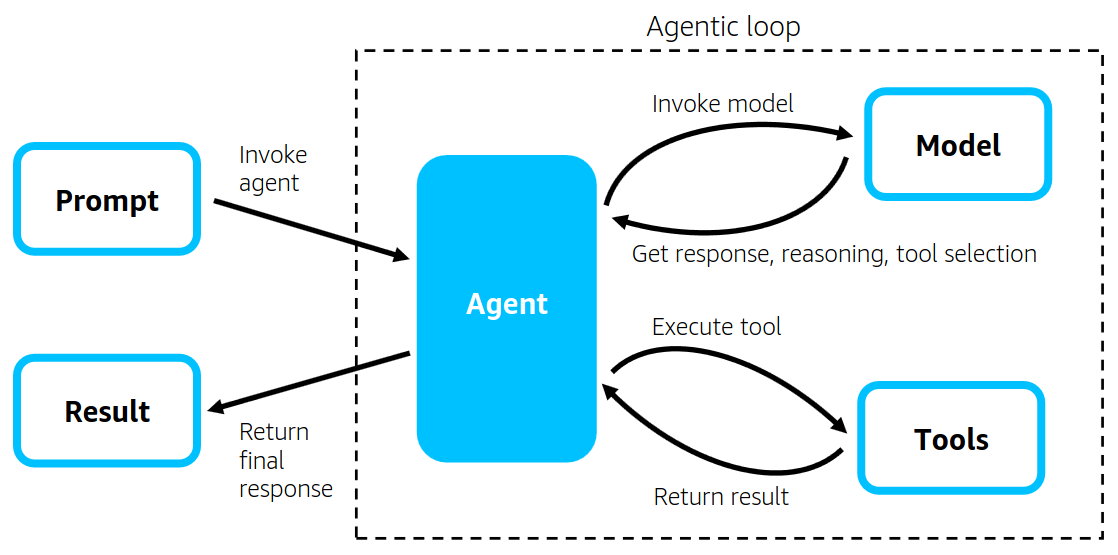 Agentic loop
Invoke model
Model
Invoke
agent
Prompt
Get response, reasoning, tool selection
Agent
Execute tool
Result
Tools
Return
final
response
Return result